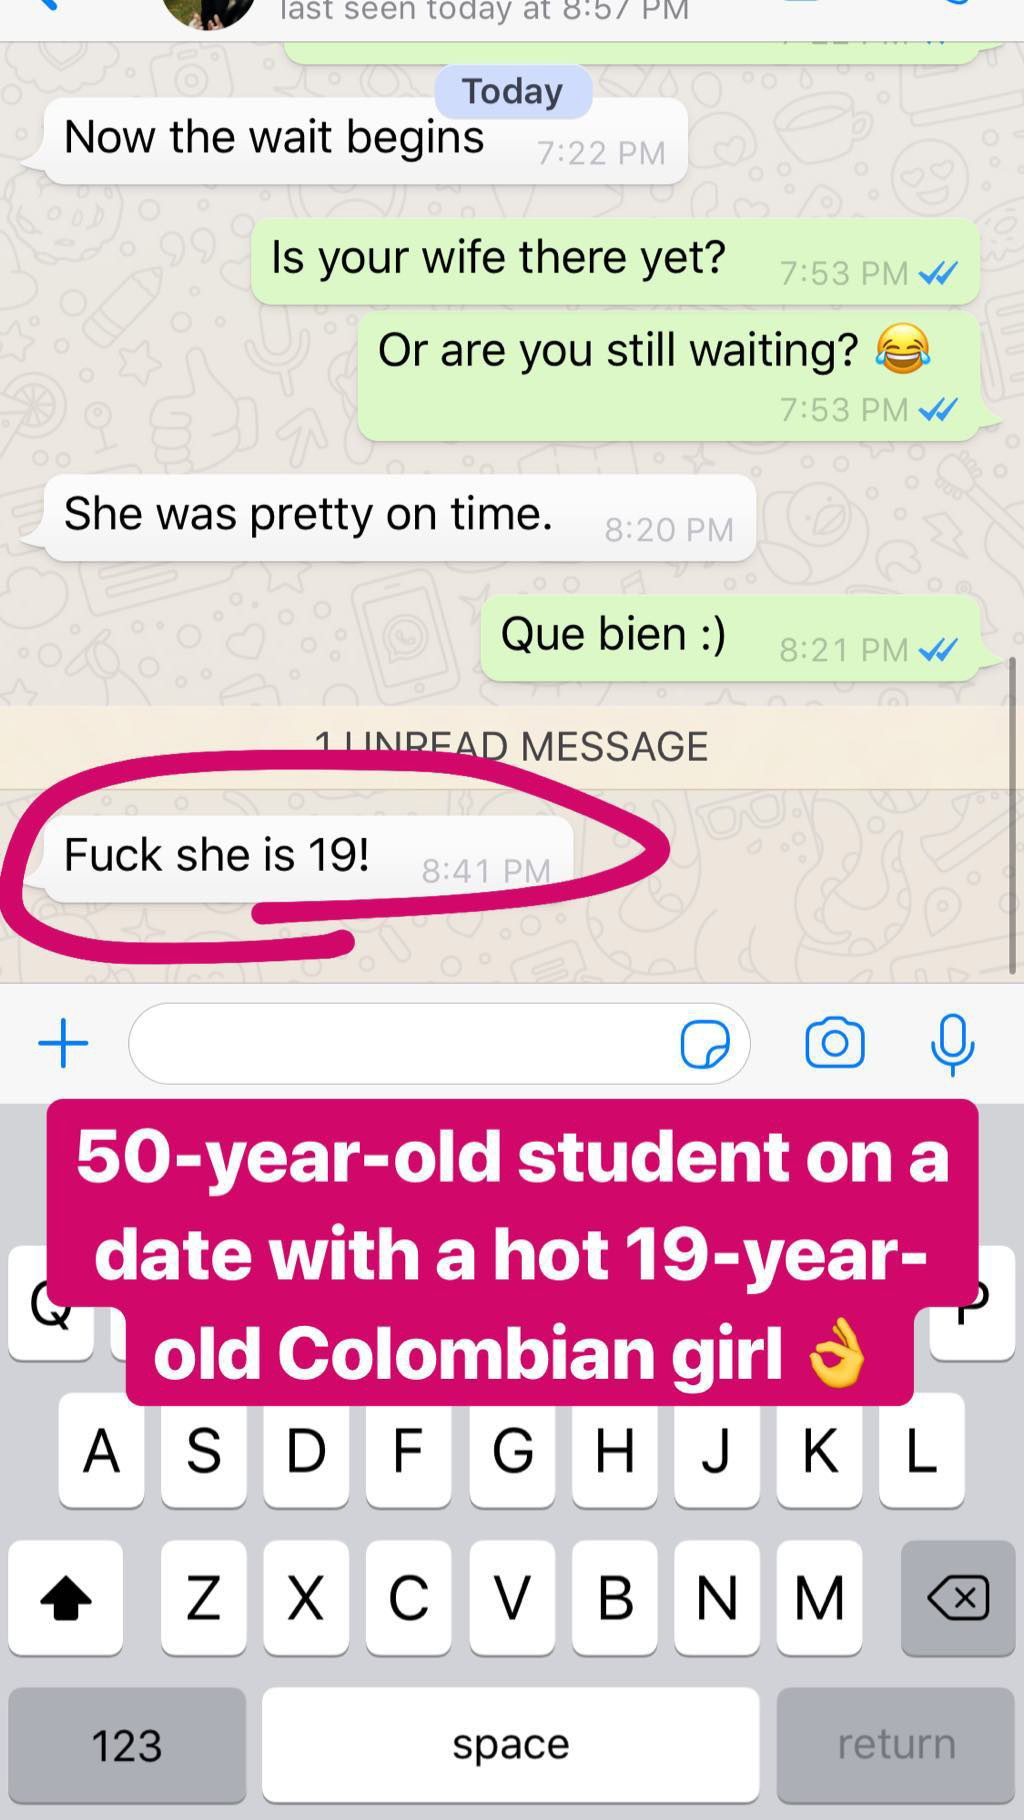 last seen today at 8:57 PM
Today
Now the wait begins 7:22 PM
Is your wife there yet? 7:53 PM
Or are you still waiting? 😂
7:53 PM
She was pretty on time. 8:20 PM
Que bien :) 8:21 PM
1 UNREAD MESSAGE
Fuck she is 19! 8:41 PM
50-year-old student on a
date with a hot 19-year-
old Colombian girl 👌
Q P
A S D F G H J K L
Z X C V B N M
123 space return